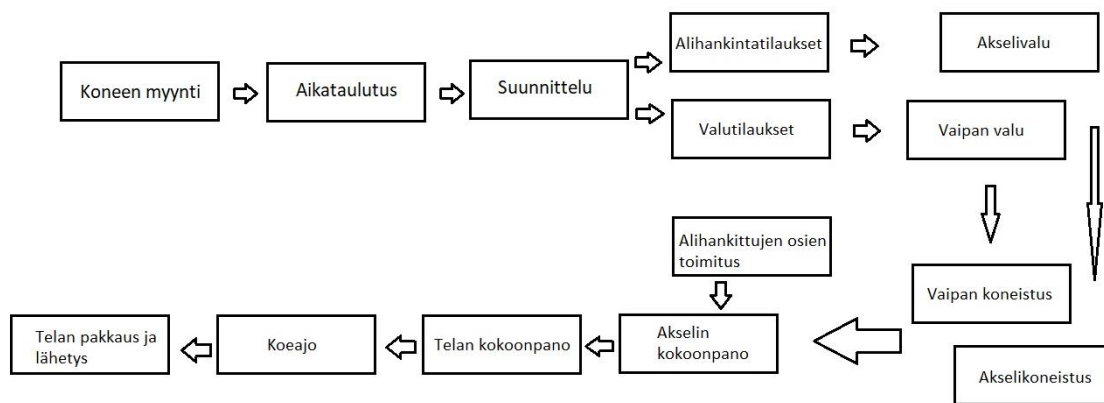 Koneen myynti
Aikataulutus
Suunnittelu
Alihankintatilaukset
Akselivalu
Valutilaukset
Vaipan valu
Alihankittujen osien
toimitus
Vaipan koneistus
Akselikoneistus
Akselin
kokoonpano
Telan kokoonpano
Koeajo
Telan pakkaus ja
lähetys